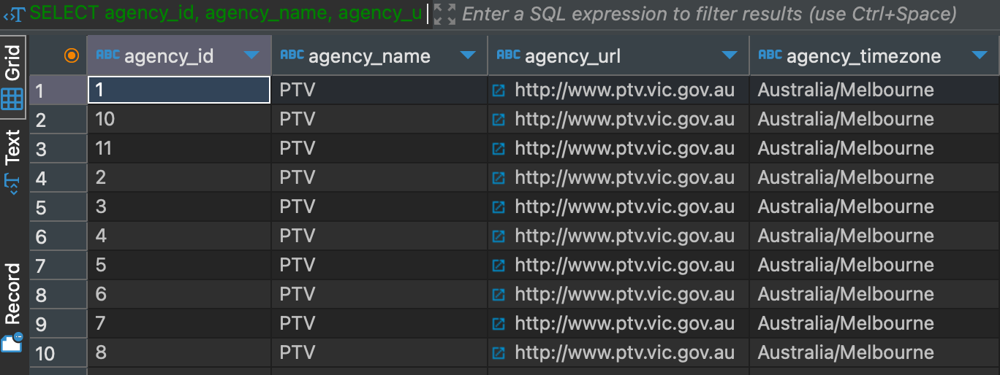 SELECT agency_id, agency_name, agency_u Enter a SQL expression to filter results (use Ctrl+Space)
Grid
Text
Record
ABC agency_id ABC agency_name ABC agency_url ABC agency_timezone
1 1 PTV http://www.ptv.vic.gov.au Australia/Melbourne
2 10 PTV http://www.ptv.vic.gov.au Australia/Melbourne
3 11 PTV http://www.ptv.vic.gov.au Australia/Melbourne
4 2 PTV http://www.ptv.vic.gov.au Australia/Melbourne
5 3 PTV http://www.ptv.vic.gov.au Australia/Melbourne
6 4 PTV http://www.ptv.vic.gov.au Australia/Melbourne
7 5 PTV http://www.ptv.vic.gov.au Australia/Melbourne
8 6 PTV http://www.ptv.vic.gov.au Australia/Melbourne
9 7 PTV http://www.ptv.vic.gov.au Australia/Melbourne
10 8 PTV http://www.ptv.vic.gov.au Australia/Melbourne